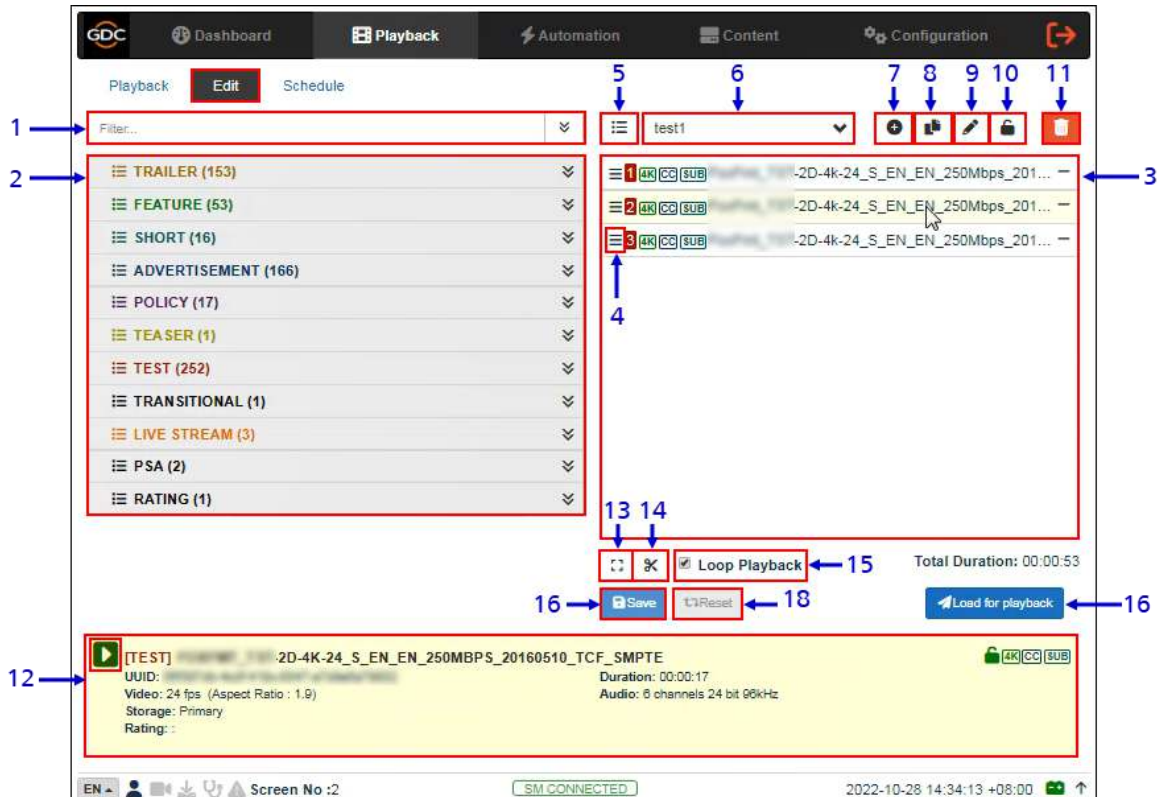 GDC Dashboard Playback Automation Content Configuration
Playback Edit Schedule
5 6 7 8 9 10 11
1 Filter... test1
2 TRAILER (153)
FEATURE (53)
SHORT (16)
ADVERTISEMENT (166)
POLICY (17)
TEASER (1)
TEST (252)
TRANSITIONAL (1)
LIVE STREAM (3)
PSA (2)
RATING (1)
1 4K CC SUB -2D-4k-24_S_EN_EN_250Mbps_201... 3
2 4K CC SUB -2D-4k-24_S_EN_EN_250Mbps_201...
3 4K CC SUB -2D-4k-24_S_EN_EN_250Mbps_201...
4
13 14
Loop Playback 15 Total Duration: 00:00:53
16 Save Reset 18 Load for playback 16
12
[TEST] -2D-4K-24_S_EN_EN_250MBPS_20160510_TCF_SMPTE 4K CC SUB
UUID: Duration: 00:00:17
Video: 24 fps (Aspect Ratio : 1.9) Audio: 6 channels 24 bit 96kHz
Storage: Primary
Rating: :
EN Screen No :2 SM CONNECTED 2022-10-28 14:34:13 +08:00